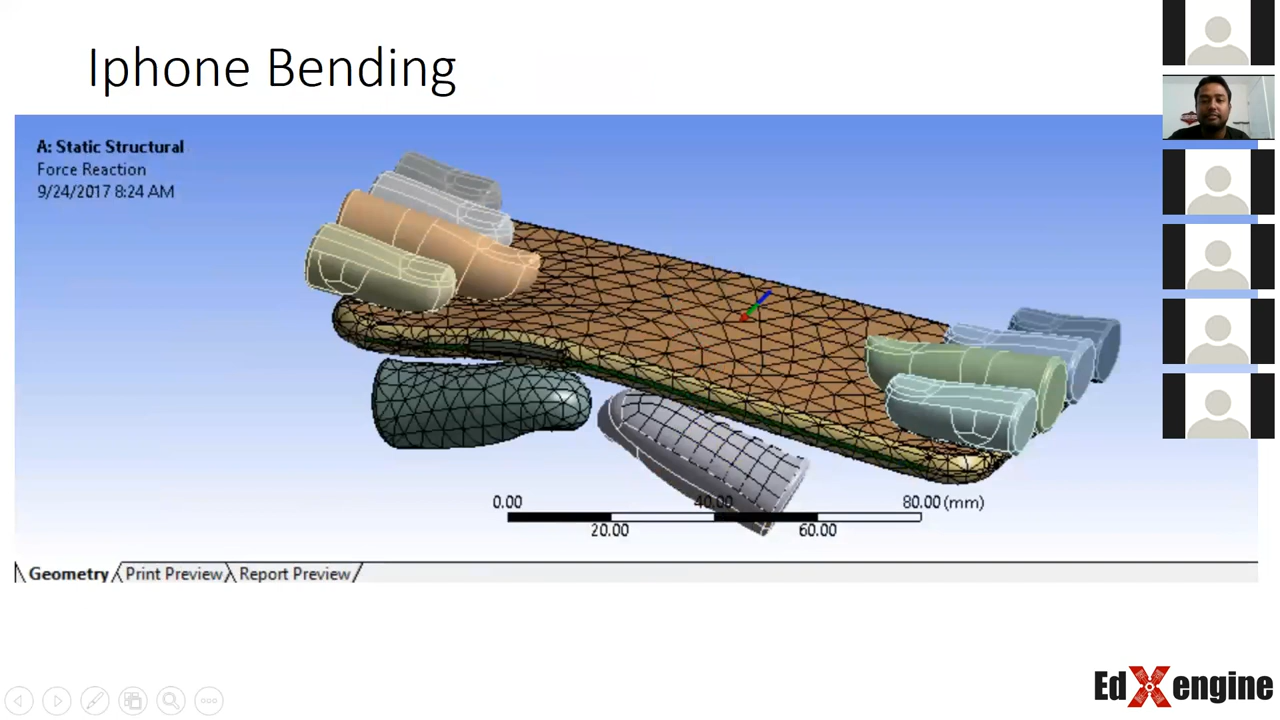 Iphone Bending
A: Static Structural
Force Reaction
9/24/2017 8:24 AM
0.00
40.00
80.00 (mm)
20.00
60.00
Geometry
Print Preview
Report Preview
EdXengine